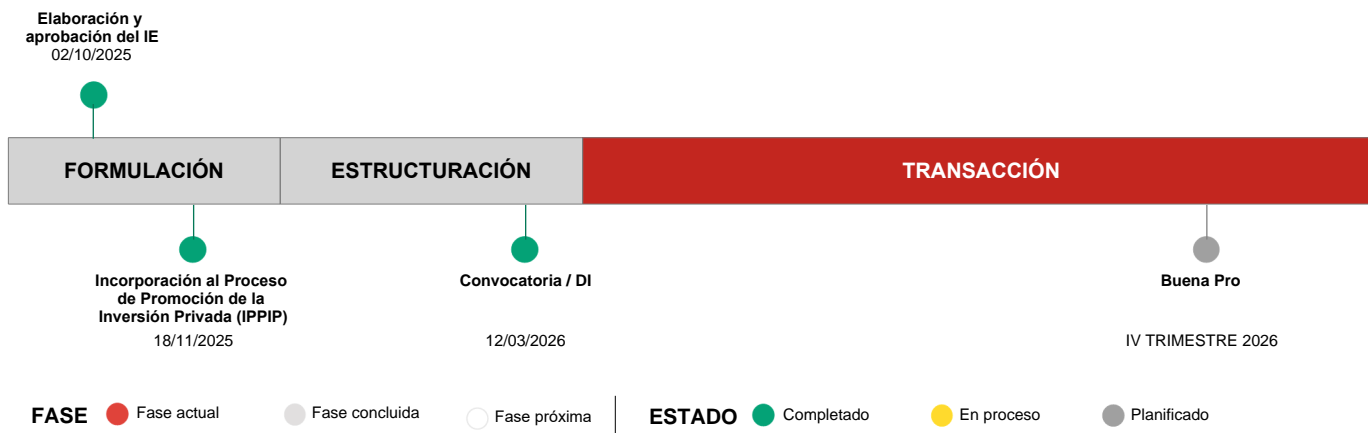 Elaboración y
aprobación del IE
02/10/2025
FORMULACIÓN
ESTRUCTURACIÓN
TRANSACCIÓN
Incorporación al Proceso
de Promoción de la
Inversión Privada (IPPIP)
18/11/2025
Convocatoria / DI
12/03/2026
Buena Pro
IV TRIMESTRE 2026
FASE
Fase actual
Fase concluida
Fase próxima
ESTADO
Completado
En proceso
Planificado